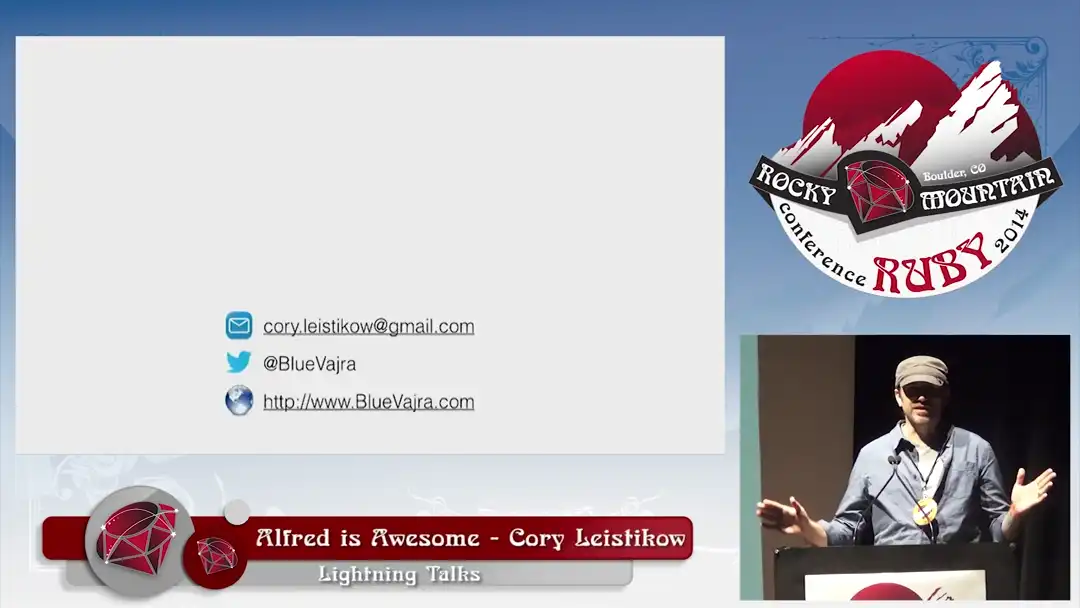 cory.leistikow@gmail.com
@BlueVajra
http://www.BlueVajra.com
Boulder, CO
ROCKY MOUNTAIN
conference RUBY 2014
Alfred is Awesome - Cory Leistikow
Lightning Talks